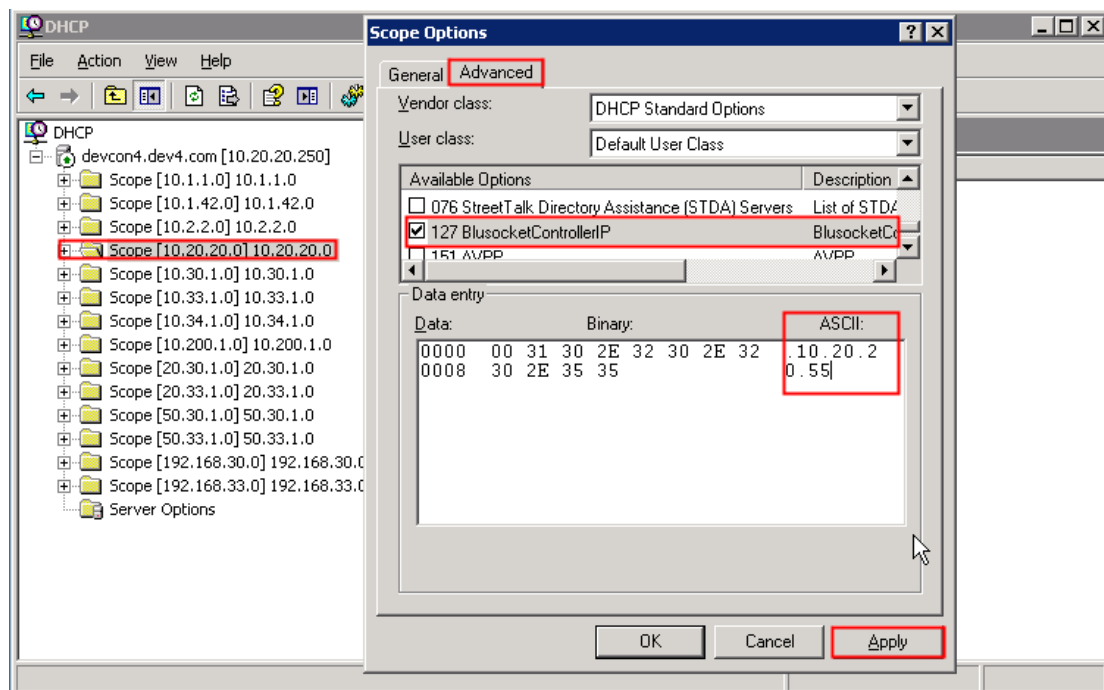 DHCP
File Action View Help
DHCP
devcon4.dev4.com [10.20.20.250]
Scope [10.1.1.0] 10.1.1.0
Scope [10.1.42.0] 10.1.42.0
Scope [10.2.2.0] 10.2.2.0
Scope [10.20.20.0] 10.20.20.0
Scope [10.30.1.0] 10.30.1.0
Scope [10.33.1.0] 10.33.1.0
Scope [10.34.1.0] 10.34.1.0
Scope [10.200.1.0] 10.200.1.0
Scope [20.30.1.0] 20.30.1.0
Scope [20.33.1.0] 20.33.1.0
Scope [50.30.1.0] 50.30.1.0
Scope [50.33.1.0] 50.33.1.0
Scope [192.168.30.0] 192.168.30.0
Scope [192.168.33.0] 192.168.33.0
Server Options
Scope Options
General Advanced
Vendor class: DHCP Standard Options
User class: Default User Class
Available Options Description
076 StreetTalk Directory Assistance (STDA) Servers List of STDA
127 BlusocketControllerIP BlusocketCo
151 AVPP AVPP
Data entry
Data: Binary: ASCII:
0000 00 31 30 2E 32 30 2E 32 .10.20.2
0008 30 2E 35 35 0.55
OK Cancel Apply